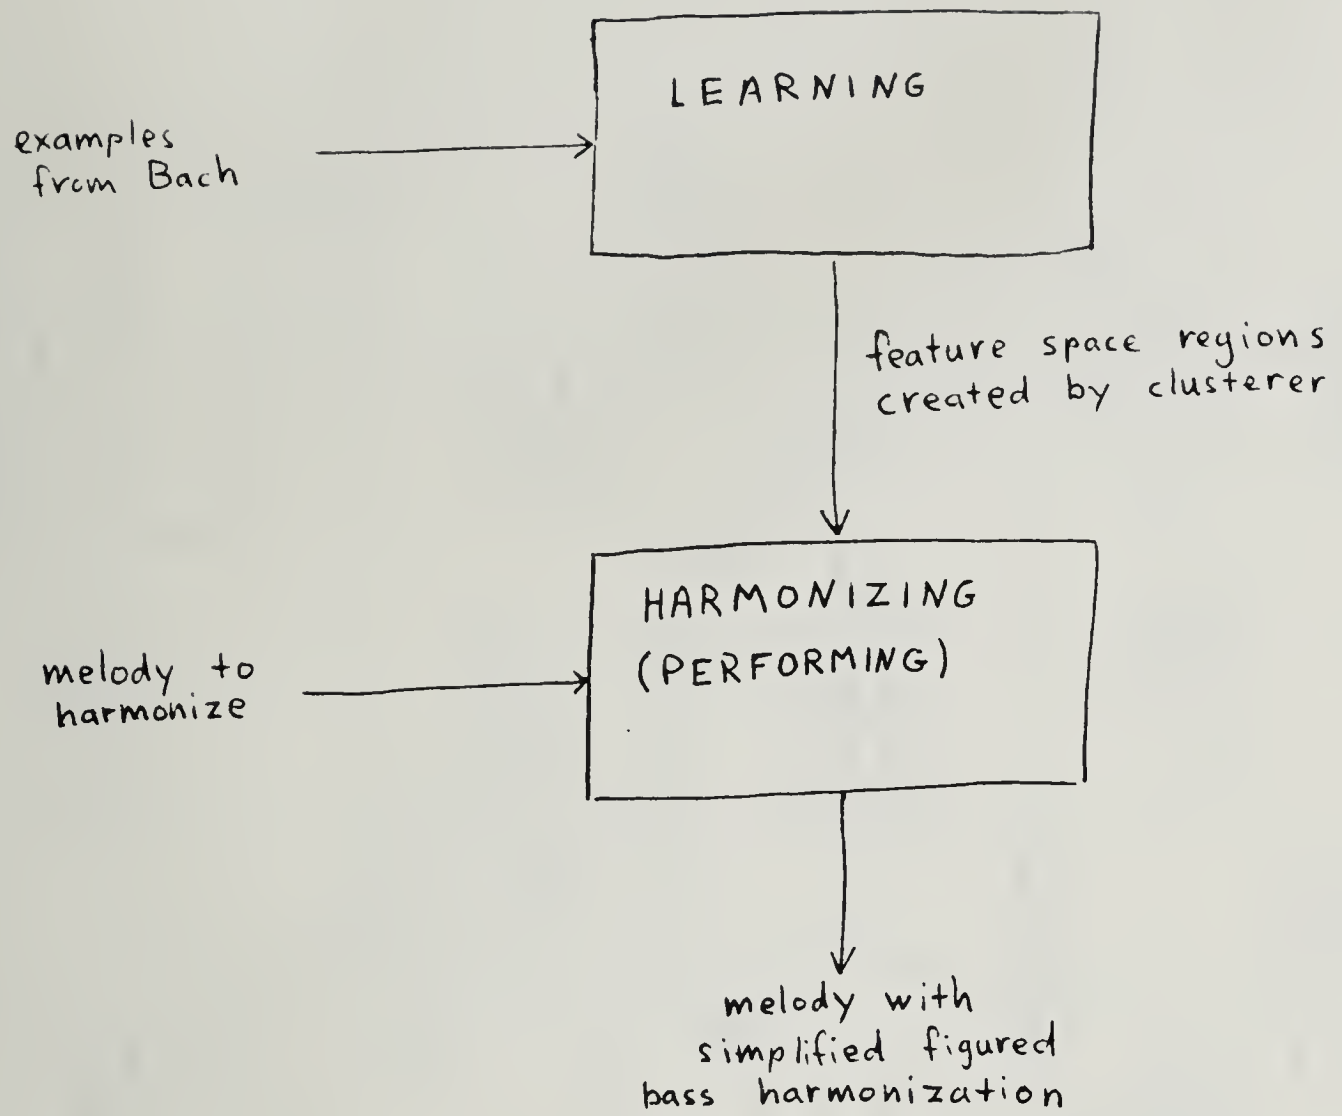 LEARNING
examples
from Bach
feature space regions
created by clusterer
HARMONIZING
(PERFORMING)
melody to
harmonize
melody with
simplified figured
bass harmonization